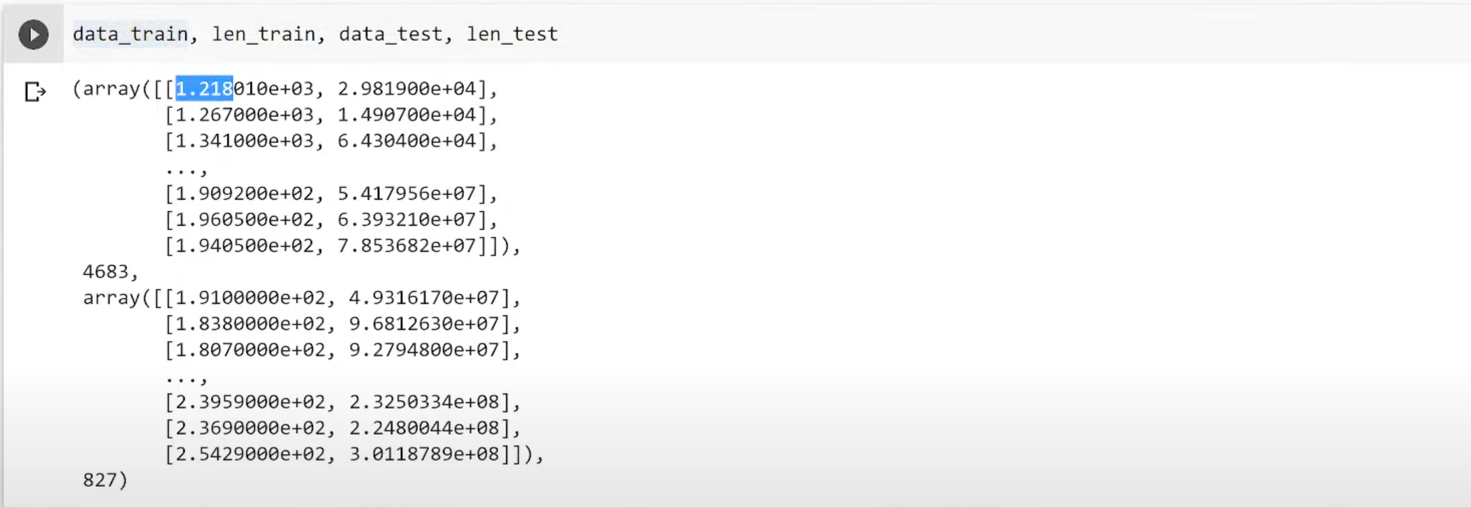 data_train, len_train, data_test, len_test
(array([[1.218010e+03, 2.981900e+04],
[1.267000e+03, 1.490700e+04],
[1.341000e+03, 6.430400e+04],
...,
[1.909200e+02, 5.417956e+07],
[1.960500e+02, 6.393210e+07],
[1.940500e+02, 7.853682e+07]]),
4683,
array([[1.9100000e+02, 4.9316170e+07],
[1.8380000e+02, 9.6812630e+07],
[1.8070000e+02, 9.2794800e+07],
...,
[2.3959000e+02, 2.3250334e+08],
[2.3690000e+02, 2.2480044e+08],
[2.5429000e+02, 3.0118789e+08]]),
827)